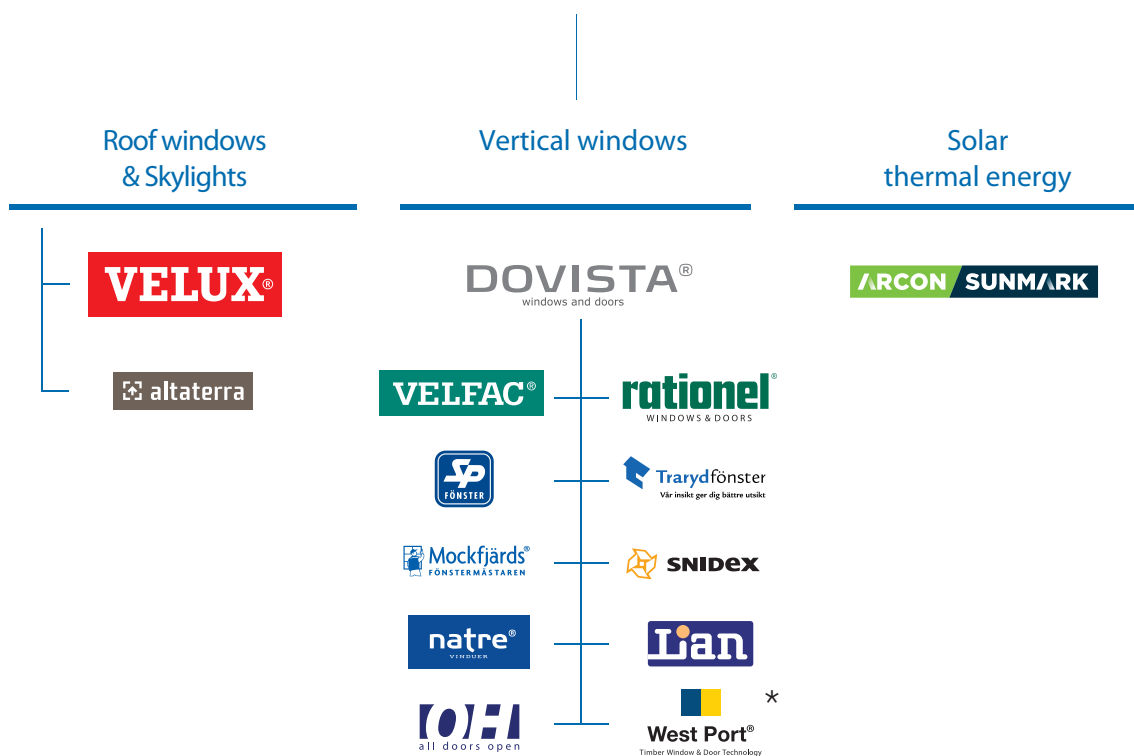 Roof windows
& Skylights
Vertical windows
Solar
thermal energy
VELUX®
altaterra
DOVISTA®
windows and doors
VELFAC®
rationel®
WINDOWS & DOORS
SP
FÖNSTER
Trarydfönster
Vår insikt ger dig bättre utsikt
Mockfjärds®
FÖNSTERMÄSTAREN
SNIDEX
natre®
VINDUER
Lian
OH
all doors open
West Port®
*
Timber Window & Door Technology
ARCON SUNMARK